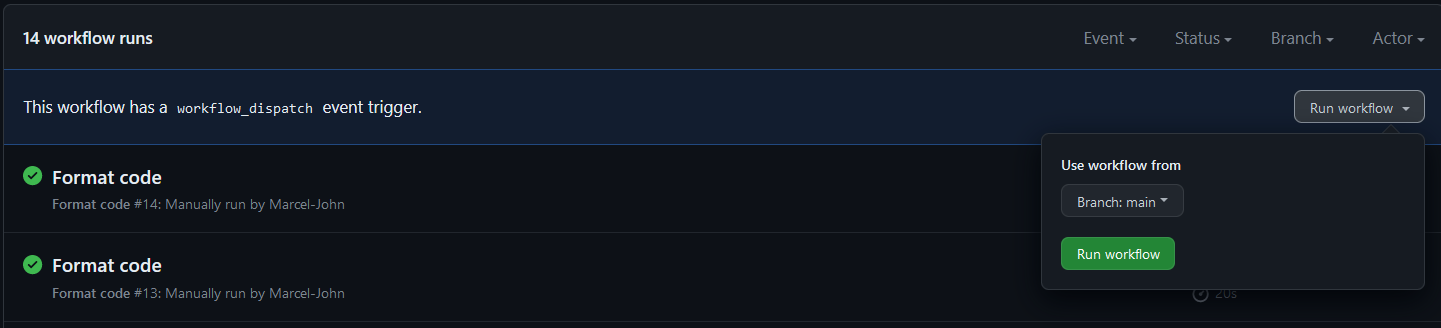 14 workflow runs
Event
Status
Branch
Actor
This workflow has a workflow_dispatch event trigger.
Run workflow
Use workflow from
Branch: main
Run workflow
Format code
Format code #14: Manually run by Marcel-John
Format code
Format code #13: Manually run by Marcel-John
20s